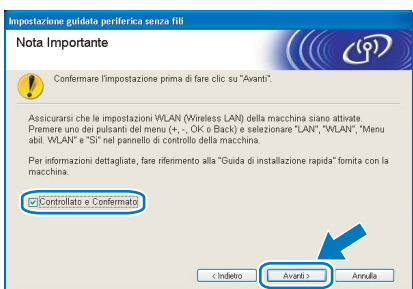 Impostazione guidata periferica senza fili
Nota Importante
Confermare l'impostazione prima di fare clic su "Avanti".
Assicurarsi che le impostazioni WLAN (Wireless LAN) della macchina siano attivate.
Premere uno dei pulsanti del menu (+, -, OK o Back) e selezionare "LAN", "WLAN", "Menu
abil. WLAN" e "Sì" nel pannello di controllo della macchina.
Per informazioni dettagliate, fare riferimento alla "Guida di installazione rapida" fornita con la
macchina.
Controllato e Confermato
< Indietro
Avanti >
Annulla